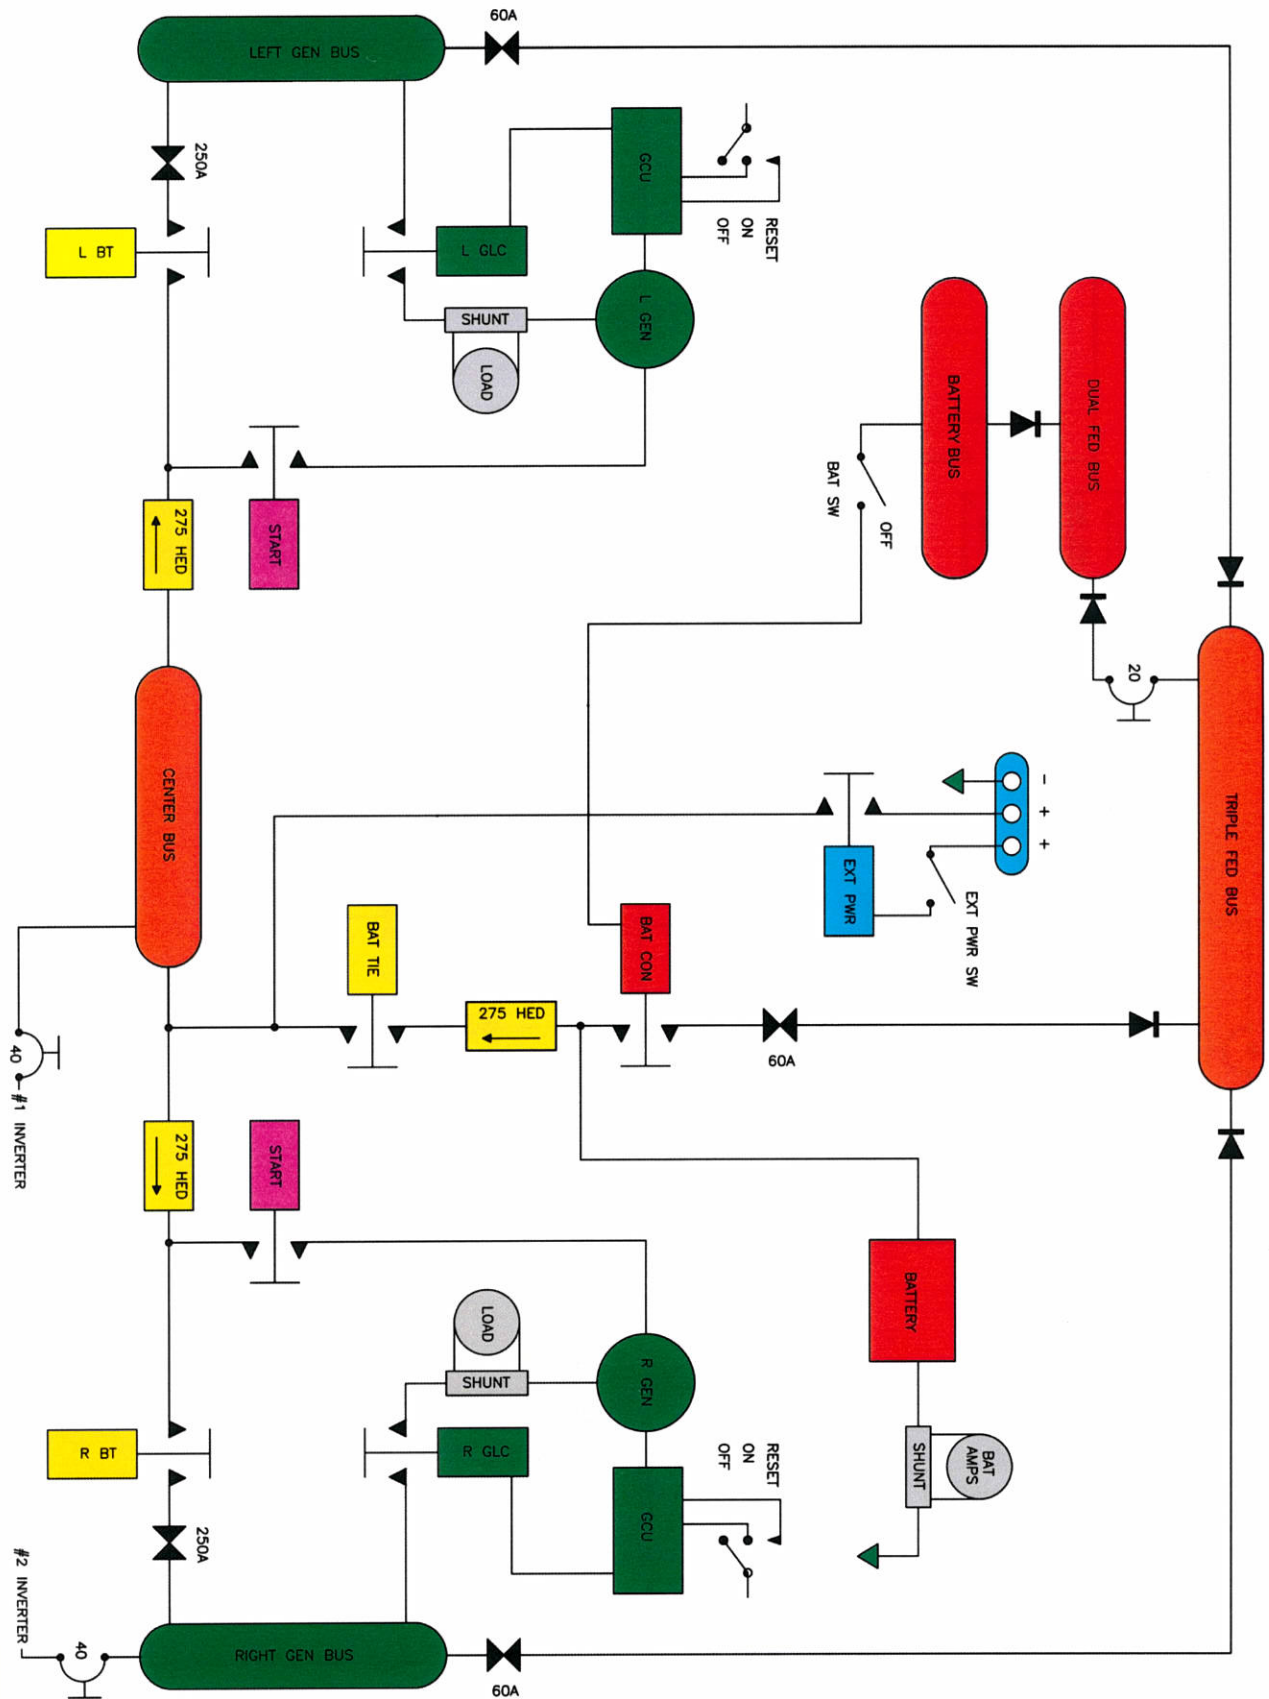 60A
LEFT GEN BUS
250A
L BT
GCU
L GLC
RESET
ON
OFF
L GEN
SHUNT
LOAD
BATTERY BUS
DUAL FED BUS
BAT SW
OFF
START
275 HED
20
TRIPLE FED BUS
CENTER BUS
-
+
+
EXT PWR
EXT PWR SW
BAT TIE
BAT CON
275 HED
60A
40
#1 INVERTER
275 HED
START
BATTERY
LOAD
SHUNT
R GEN
R GLC
R BT
GCU
RESET
ON
OFF
BAT
AMPS
SHUNT
250A
#2 INVERTER
40
RIGHT GEN BUS
60A